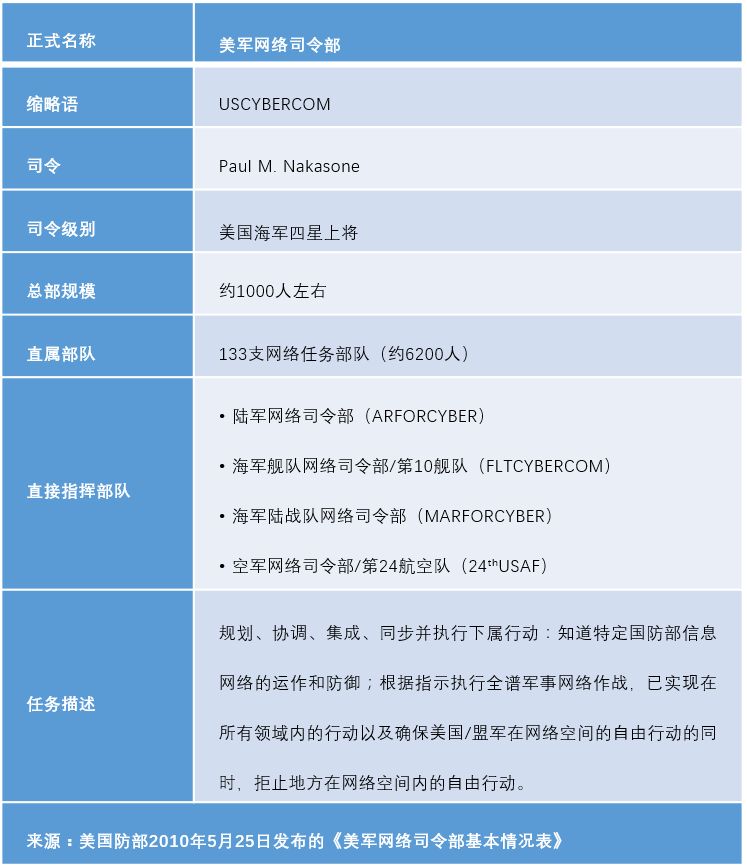 正式名称
美军网络司令部
缩略语
USCYBERCOM
司令
Paul M. Nakasone
司令级别
美国海军四星上将
总部规模
约1000人左右
直属部队
133支网络任务部队（约6200人）
直接指挥部队
• 陆军网络司令部（ARFORCYBER）
• 海军舰队网络司令部/第10舰队（FLTCYBERCOM）
• 海军陆战队网络司令部（MARFORCYBER）
• 空军网络司令部/第24航空队（24thUSAF）
任务描述
规划、协调、集成、同步并执行下属行动：知道特定国防部信息
网络的运作和防御；根据指示执行全谱军事网络作战，已实现在
所有领域内的行动以及确保美国/盟军在网络空间的自由行动的同
时，拒止地方在网络空间内的自由行动。
来源：美国防部2010年5月25日发布的《美军网络司令部基本情况表》